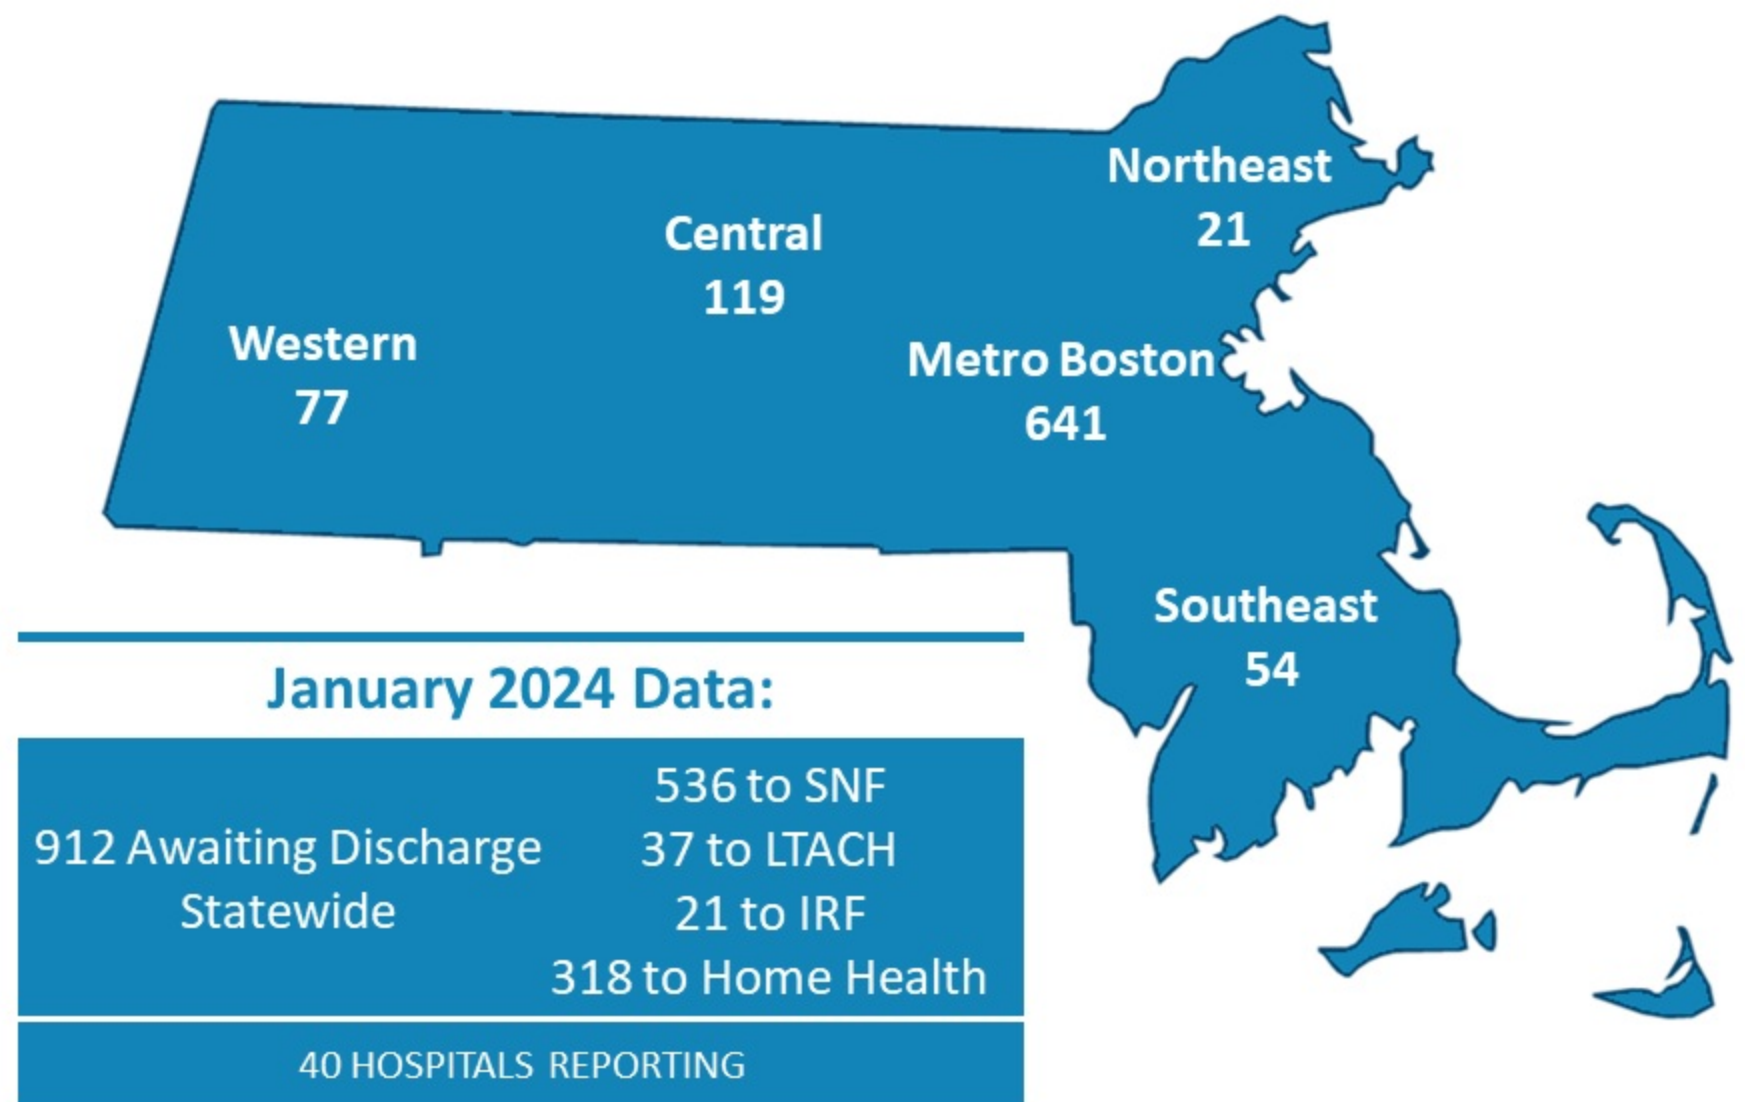 Northeast
21
Central
119
Western
77
Metro Boston
641
Southeast
54
January 2024 Data:
912 Awaiting Discharge
Statewide
536 to SNF
37 to LTACH
21 to IRF
318 to Home Health
40 HOSPITALS REPORTING